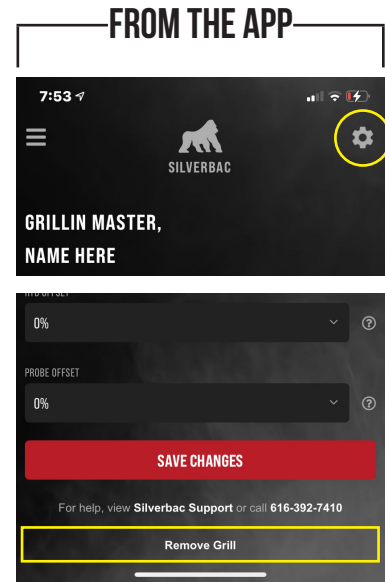 FROM THE APP
7:53
SILVERBAC
GRILLIN MASTER,
NAME HERE
0%
PROBE OFFSET
0%
SAVE CHANGES
For help, view Silverbac Support or call 616-392-7410
Remove Grill